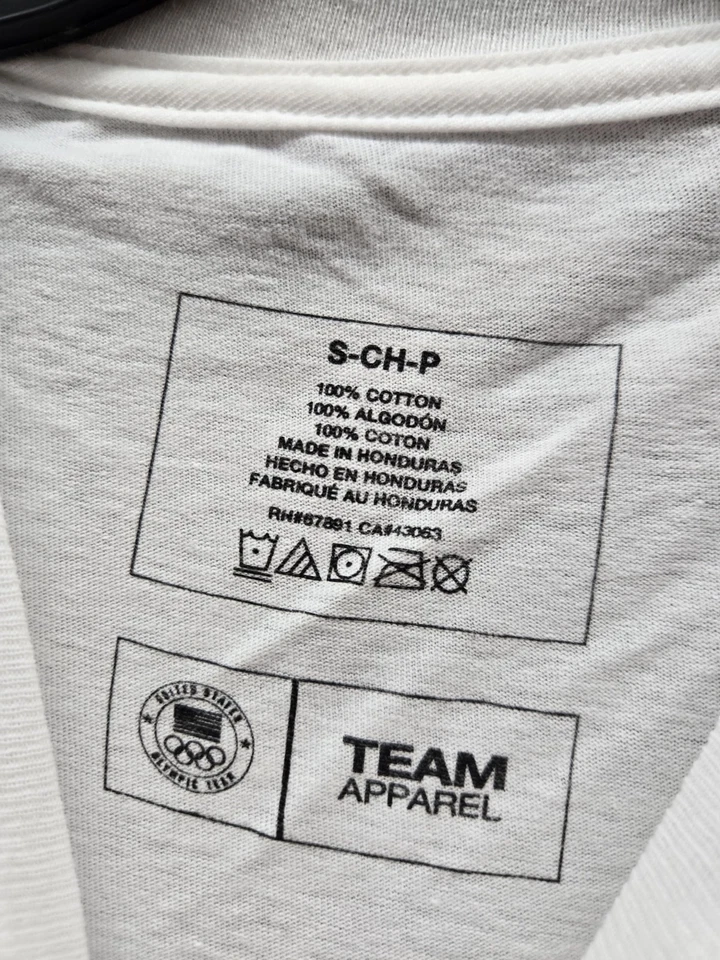 S-CH-P
100% COTTON
100% ALGODÓN
100% COTON
MADE IN HONDURAS
HECHO EN HONDURAS
FABRIQUÉ AU HONDURAS
RN#67891 CA#43063
UNITED STATES
OLYMPIC TEAM
TEAM
APPAREL